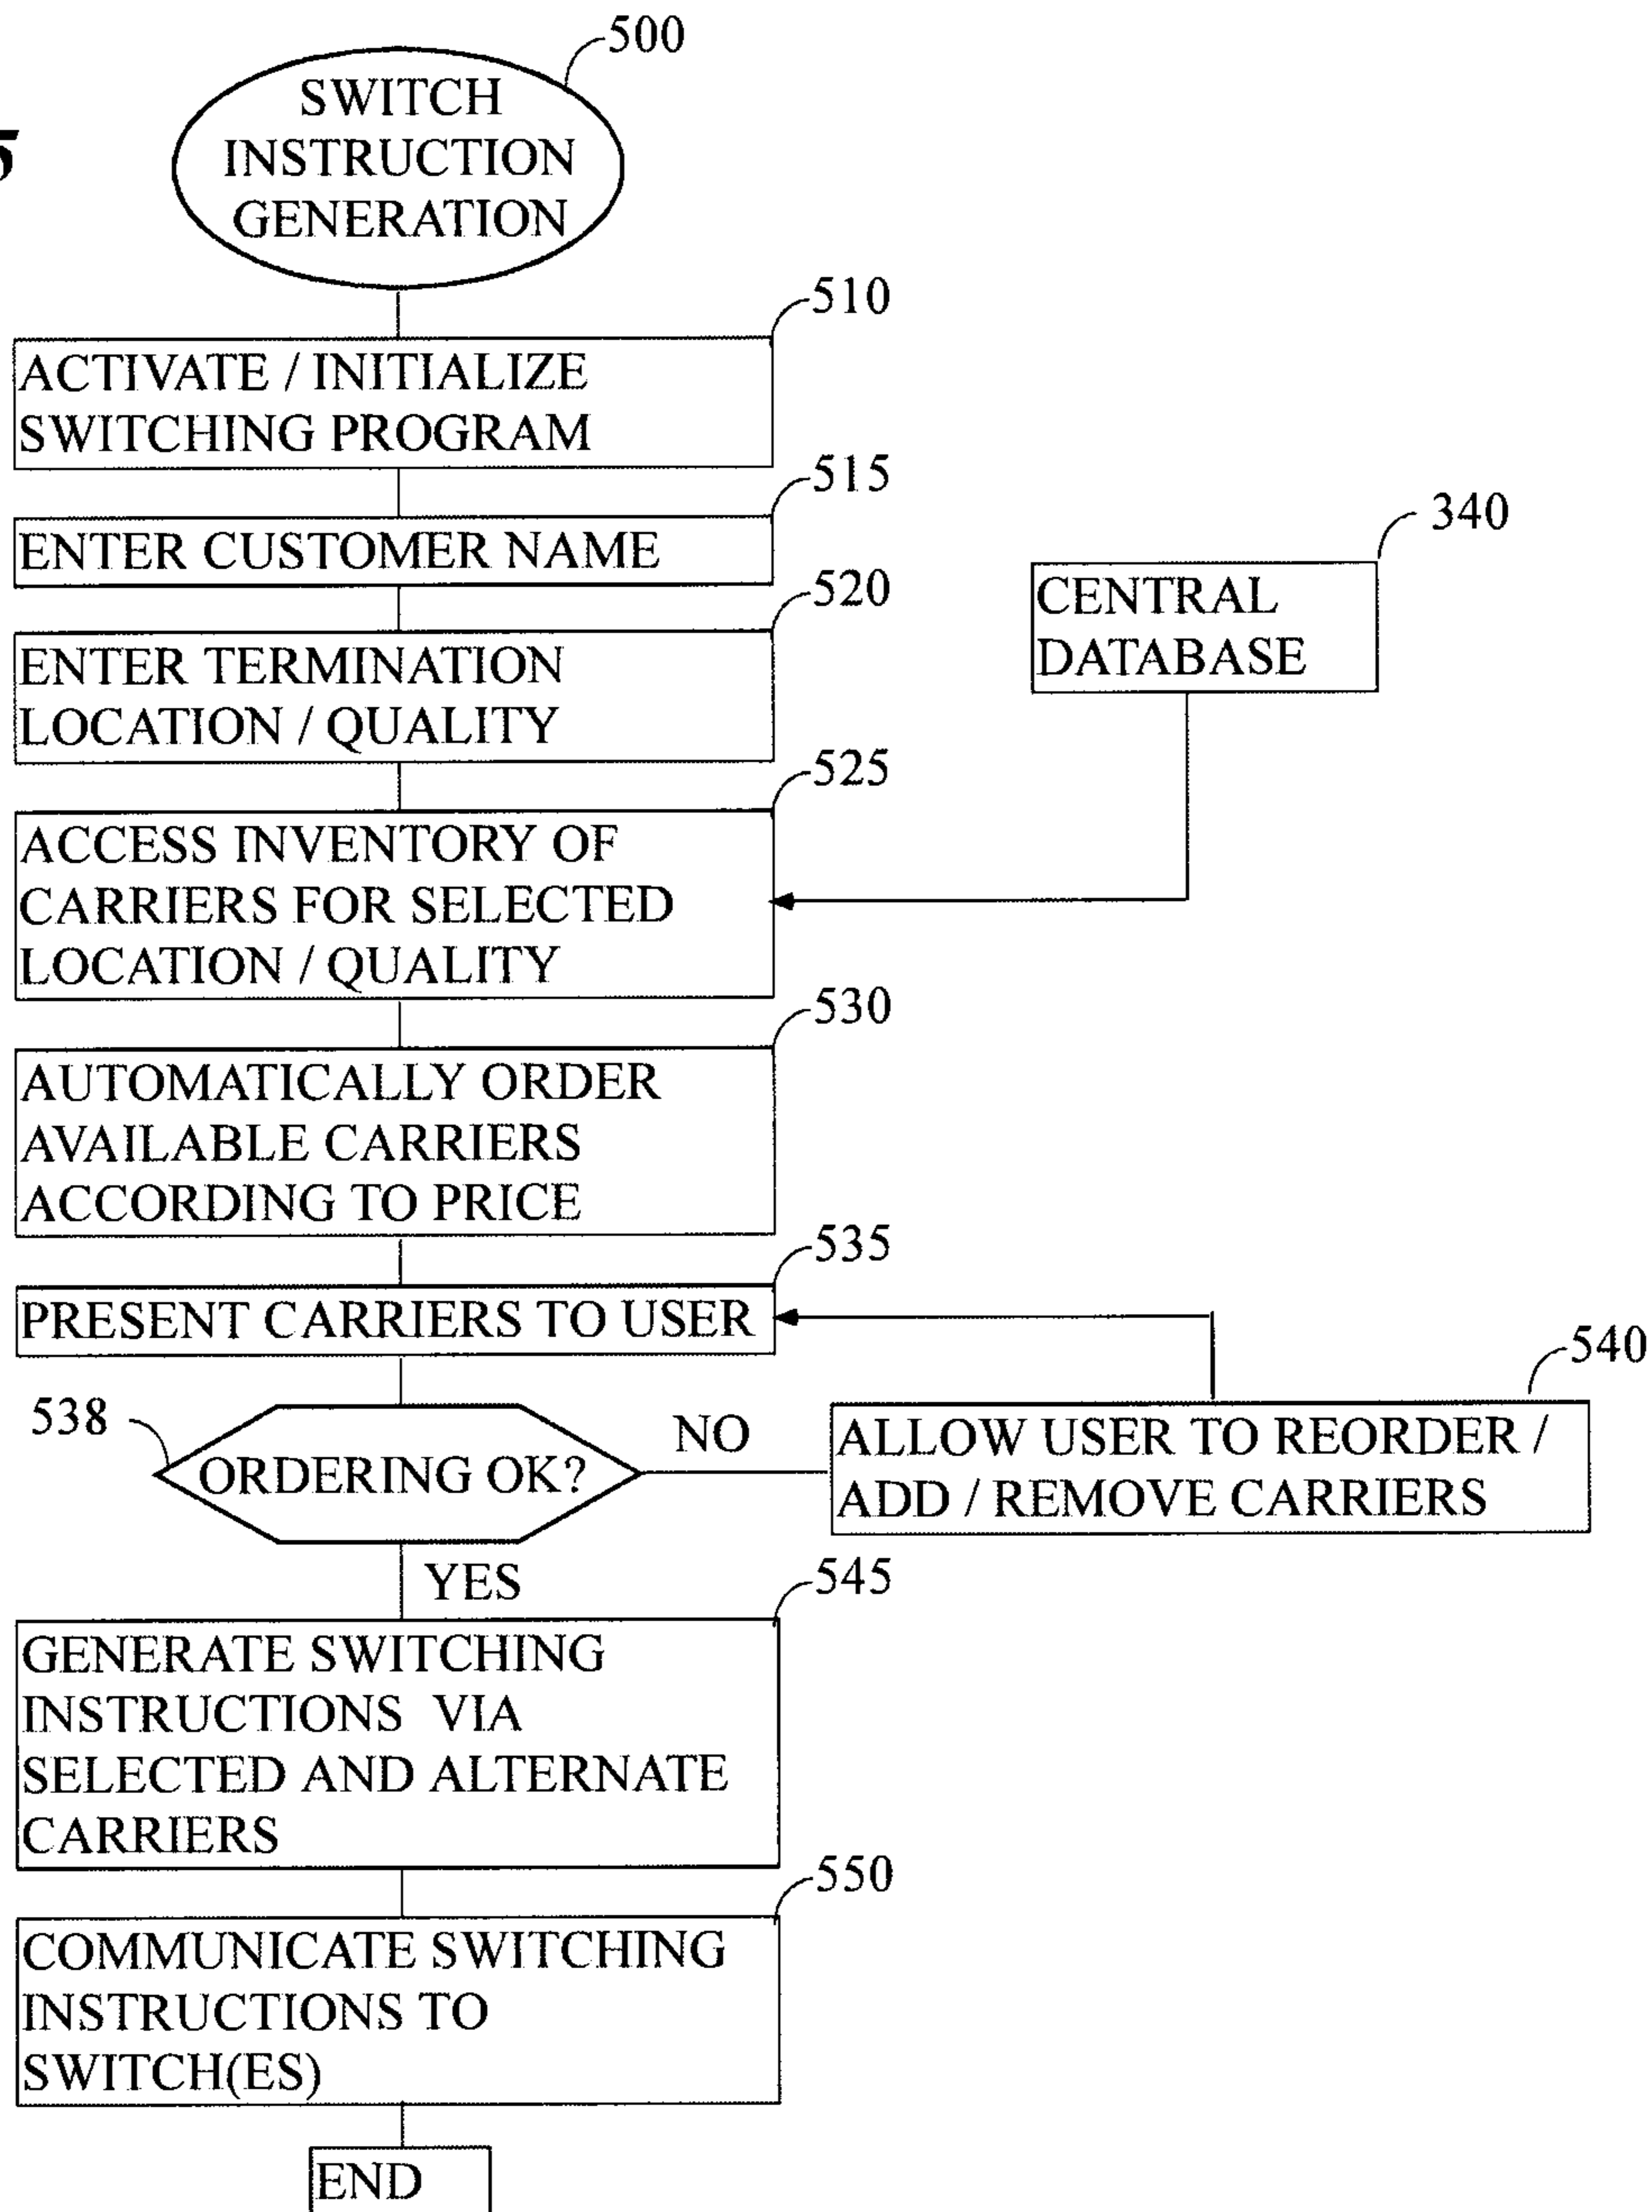 500
SWITCH
INSTRUCTION
GENERATION
5
510
ACTIVATE / INITIALIZE
SWITCHING PROGRAM
515
ENTER CUSTOMER NAME
340
CENTRAL
DATABASE
520
ENTER TERMINATION
LOCATION / QUALITY
525
ACCESS INVENTORY OF
CARRIERS FOR SELECTED
LOCATION / QUALITY
530
AUTOMATICALLY ORDER
AVAILABLE CARRIERS
ACCORDING TO PRICE
535
PRESENT CARRIERS TO USER
538
ORDERING OK?
NO
540
ALLOW USER TO REORDER /
ADD / REMOVE CARRIERS
YES
545
GENERATE SWITCHING
INSTRUCTIONS VIA
SELECTED AND ALTERNATE
CARRIERS
550
COMMUNICATE SWITCHING
INSTRUCTIONS TO
SWITCH(ES)
END